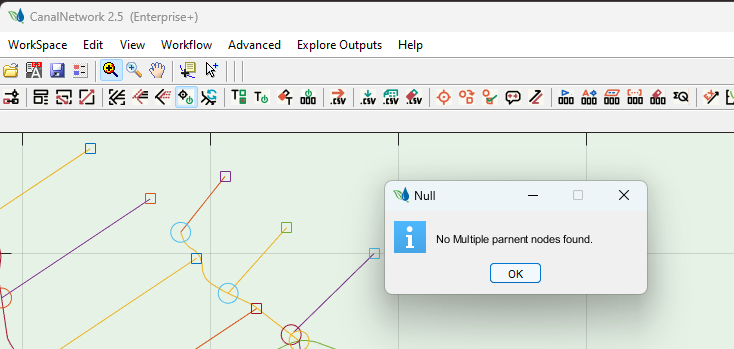 CanalNetwork 2.5 (Enterprise+)
WorkSpace Edit View Workflow Advanced Explore Outputs Help
.CSV .CSV .CSV .CSV ΣQ
Null
No Multiple parnent nodes found.
OK